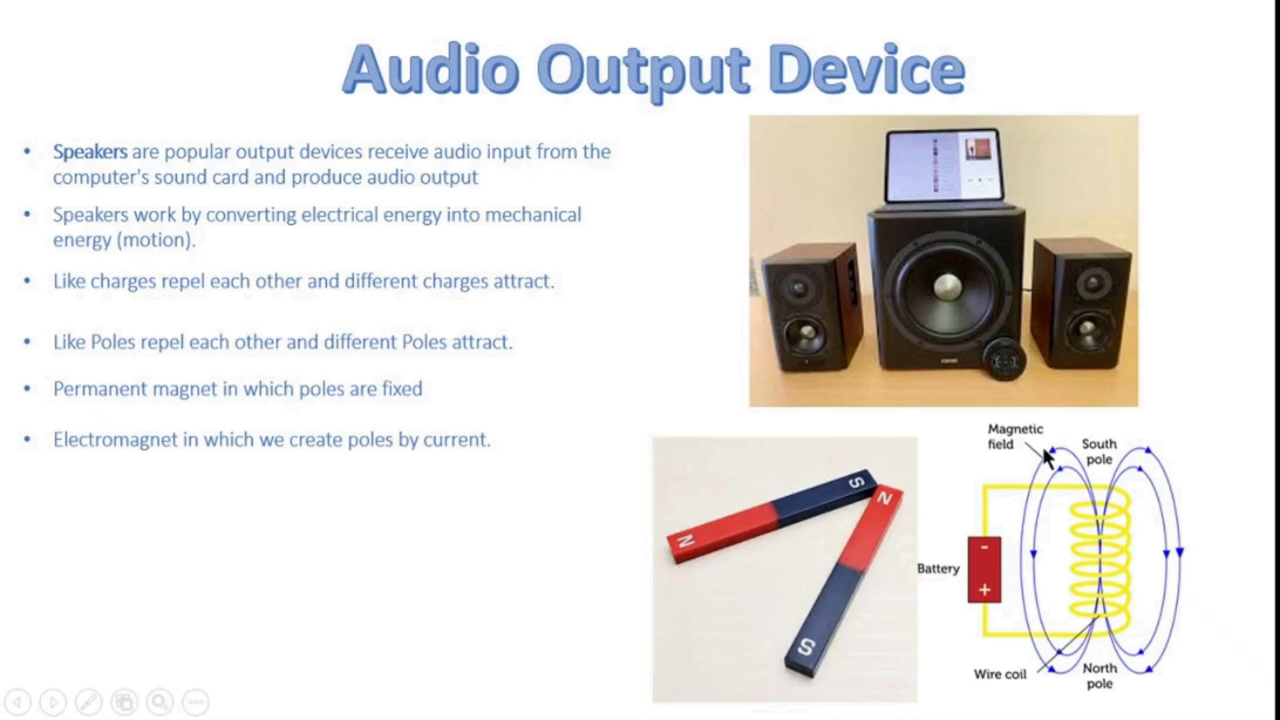 Audio Output Device
• Speakers are popular output devices receive audio input from the
computer's sound card and produce audio output
• Speakers work by converting electrical energy into mechanical
energy (motion).
• Like charges repel each other and different charges attract.
• Like Poles repel each other and different Poles attract.
• Permanent magnet in which poles are fixed
• Electromagnet in which we create poles by current.
N
S
N
S
Magnetic
field
South
pole
-
Battery
+
Wire coil
North
pole